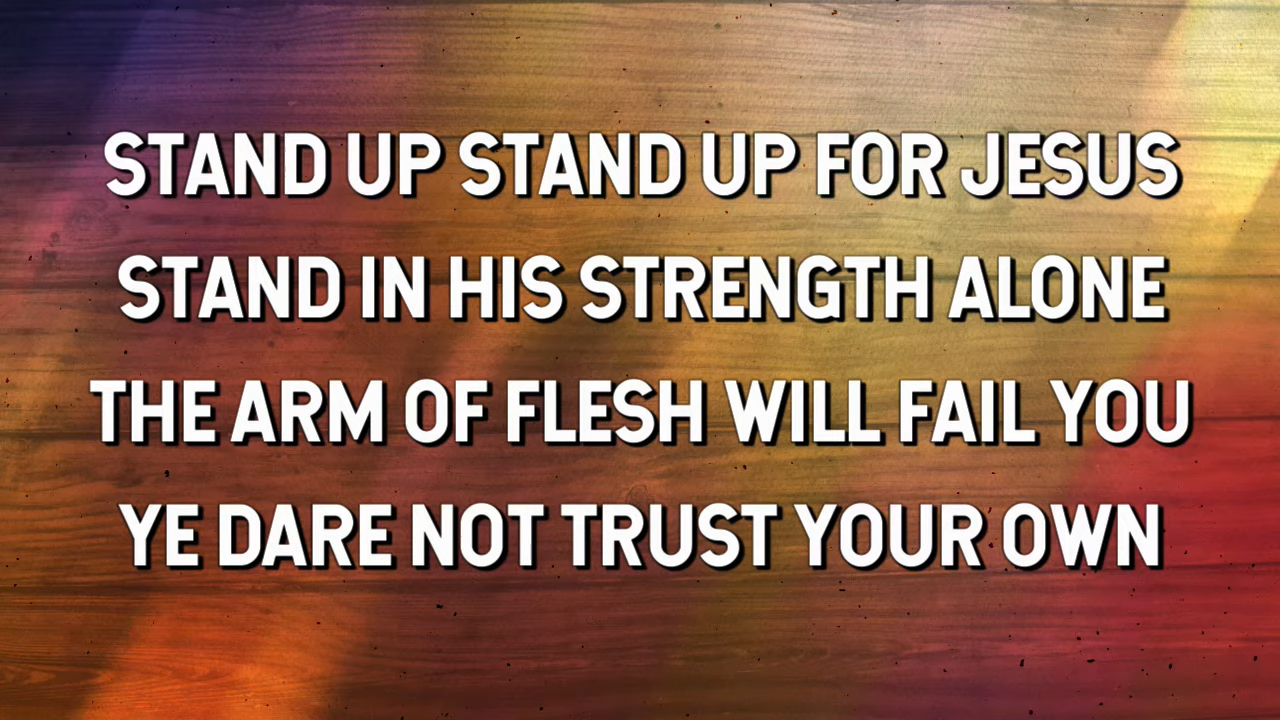 STAND UP STAND UP FOR JESUS
STAND IN HIS STRENGTH ALONE
THE ARM OF FLESH WILL FAIL YOU
YE DARE NOT TRUST YOUR OWN